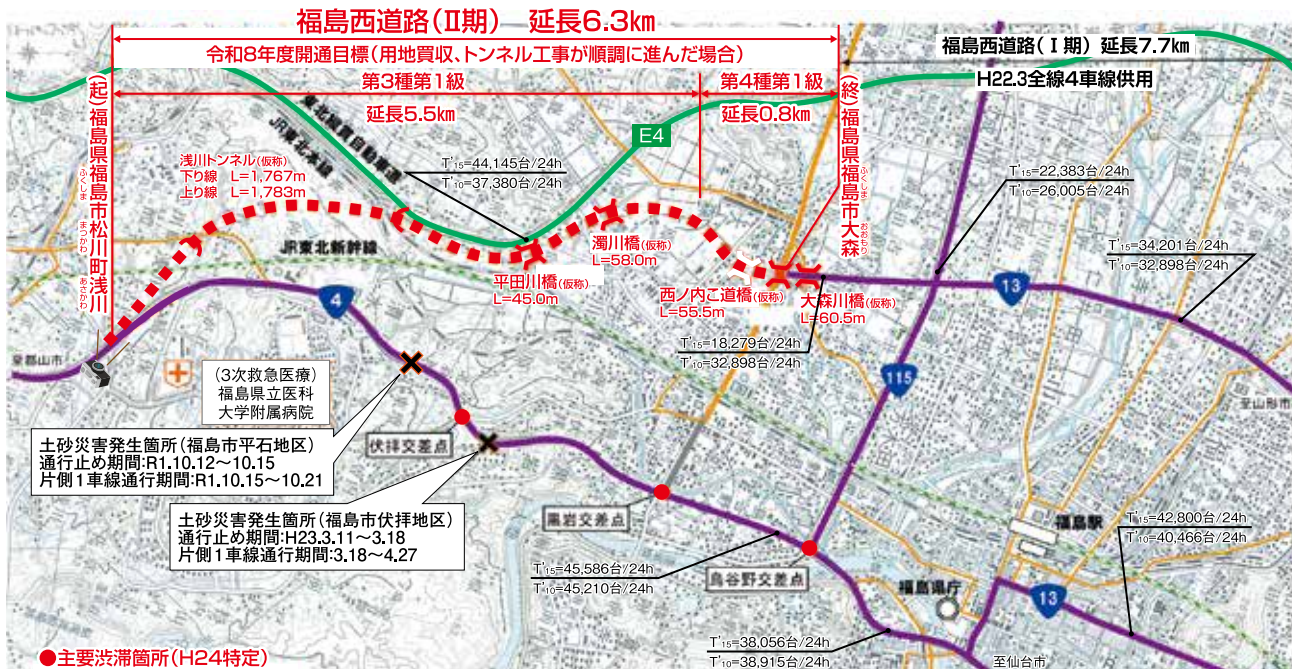 福島西道路(Ⅱ期) 延長6.3km
令和8年度開通目標(用地買収、トンネル工事が順調に進んだ場合)
福島西道路(Ⅰ期) 延長7.7km
H22.3全線4車線供用
第3種第1級
延長5.5km
第4種第1級
延長0.8km
(起)福島県福島市松川町浅川
ふくしま
まつかわ
あさかわ
(終)福島県福島市大森
ふくしま
おおもり
東北縦貫自動車道
JR東北本線
E4
浅川トンネル(仮称)
下り線 L=1,767m
上り線 L=1,783m
T'15=44,145台/24h
T'10=37,380台/24h
T'15=22,383台/24h
T'10=26,005台/24h
T'15=34,201台/24h
T'10=32,898台/24h
JR東北新幹線
濁川橋(仮称)
L=58.0m
平田川橋(仮称)
L=45.0m
西ノ内こ道橋(仮称)
L=55.5m
大森川橋(仮称)
L=60.5m
13
4
T'15=18,279台/24h
T'10=32,898台/24h
115
至郡山市
至山形市
(3次救急医療)
福島県立医科
大学附属病院
伏拝交差点
土砂災害発生箇所(福島市平石地区)
通行止め期間:R1.10.12～10.15
片側1車線通行期間:R1.10.15～10.21
土砂災害発生箇所(福島市伏拝地区)
通行止め期間:H23.3.11～3.18
片側1車線通行期間:3.18～4.27
黒岩交差点
福島駅
T'15=42,800台/24h
T'10=40,466台/24h
T'15=45,586台/24h
T'10=45,210台/24h
鳥谷野交差点
福島県庁
13
T'15=38,056台/24h
T'10=38,915台/24h
至仙台市
●主要渋滞箇所(H24特定)